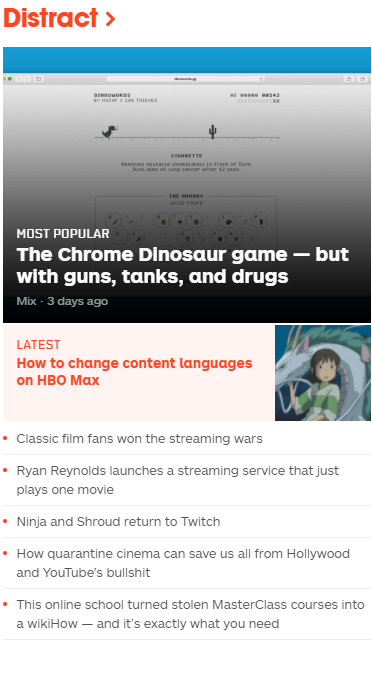 Distract >
dinoswords.gg
DINOSWORDS
BY MSCHF X 100 THIEVES
HI 00000 00542
CIGARETTE
Removes obstacle immediately in front of Dino.
Dino dies of lung cancer after 12 uses.
THE ARMORY
MOST POPULAR
The Chrome Dinosaur game — but
with guns, tanks, and drugs
Mix · 3 days ago
LATEST
How to change content languages
on HBO Max
• Classic film fans won the streaming wars
• Ryan Reynolds launches a streaming service that just
plays one movie
• Ninja and Shroud return to Twitch
• How quarantine cinema can save us all from Hollywood
and YouTube's bullshit
• This online school turned stolen MasterClass courses into
a wikiHow — and it's exactly what you need